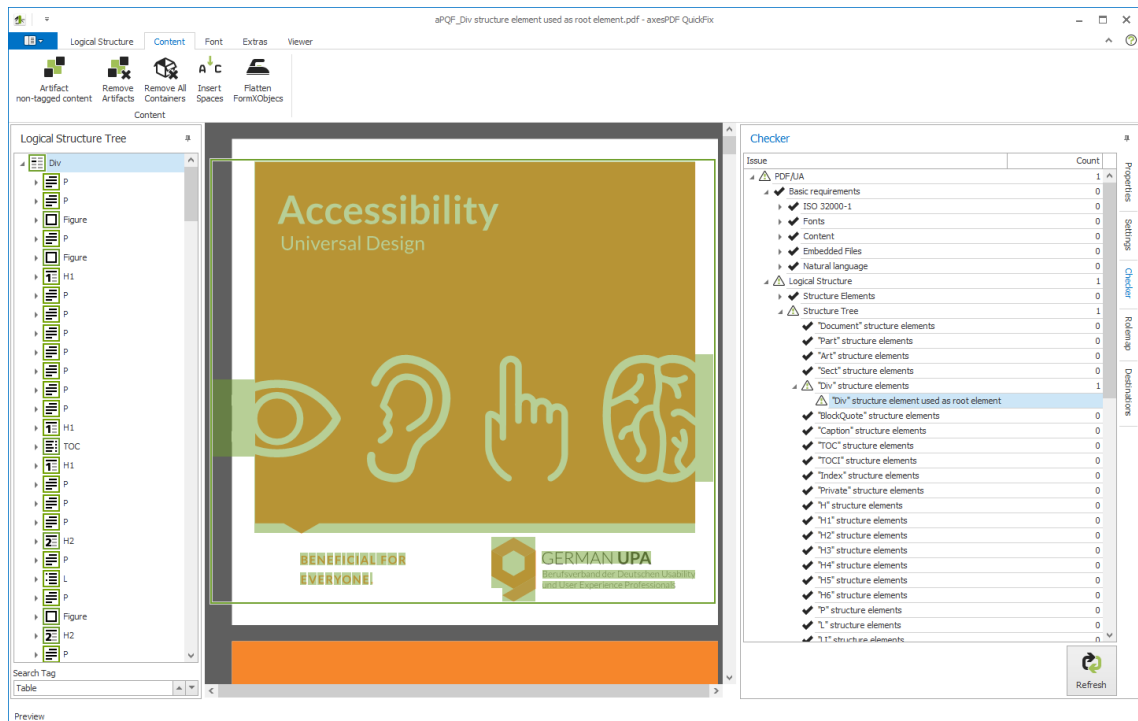 aPQF_Div structure element used as root element.pdf - axesPDF QuickFix
Logical Structure
Content
Font
Extras
Viewer
Artifact
non-tagged content
Remove
Artifacts
Remove All
Containers
Insert
Spaces
Flatten
FormXObjecs
Content
Logical Structure Tree
Div
P
P
Figure
P
Figure
H1
P
P
P
P
P
P
P
H1
TOC
H1
P
P
P
H2
P
L
P
Figure
H2
P
Search Tag
Table
Preview
Accessibility
Universal Design
BENEFICIAL FOR
EVERYONE.
GERMAN UPA
Berufsverband der Deutschen Usability
und User Experience Professionals
Checker
Issue Count
PDF/UA 1
Basic requirements 0
ISO 32000-1 0
Fonts 0
Content 0
Embedded Files 0
Natural language 0
Logical Structure 1
Structure Elements 0
Structure Tree 1
"Document" structure elements 0
"Part" structure elements 0
"Art" structure elements 0
"Sect" structure elements 0
"Div" structure elements 1
"Div" structure element used as root element
"BlockQuote" structure elements 0
"Caption" structure elements 0
"TOC" structure elements 0
"TOCI" structure elements 0
"Index" structure elements 0
"Private" structure elements 0
"H" structure elements 0
"H1" structure elements 0
"H2" structure elements 0
"H3" structure elements 0
"H4" structure elements 0
"H5" structure elements 0
"H6" structure elements 0
"P" structure elements 0
"L" structure elements 0
"LI" structure elements 0
Refresh
Properties
Settings
Checker
Rolemap
Destinations